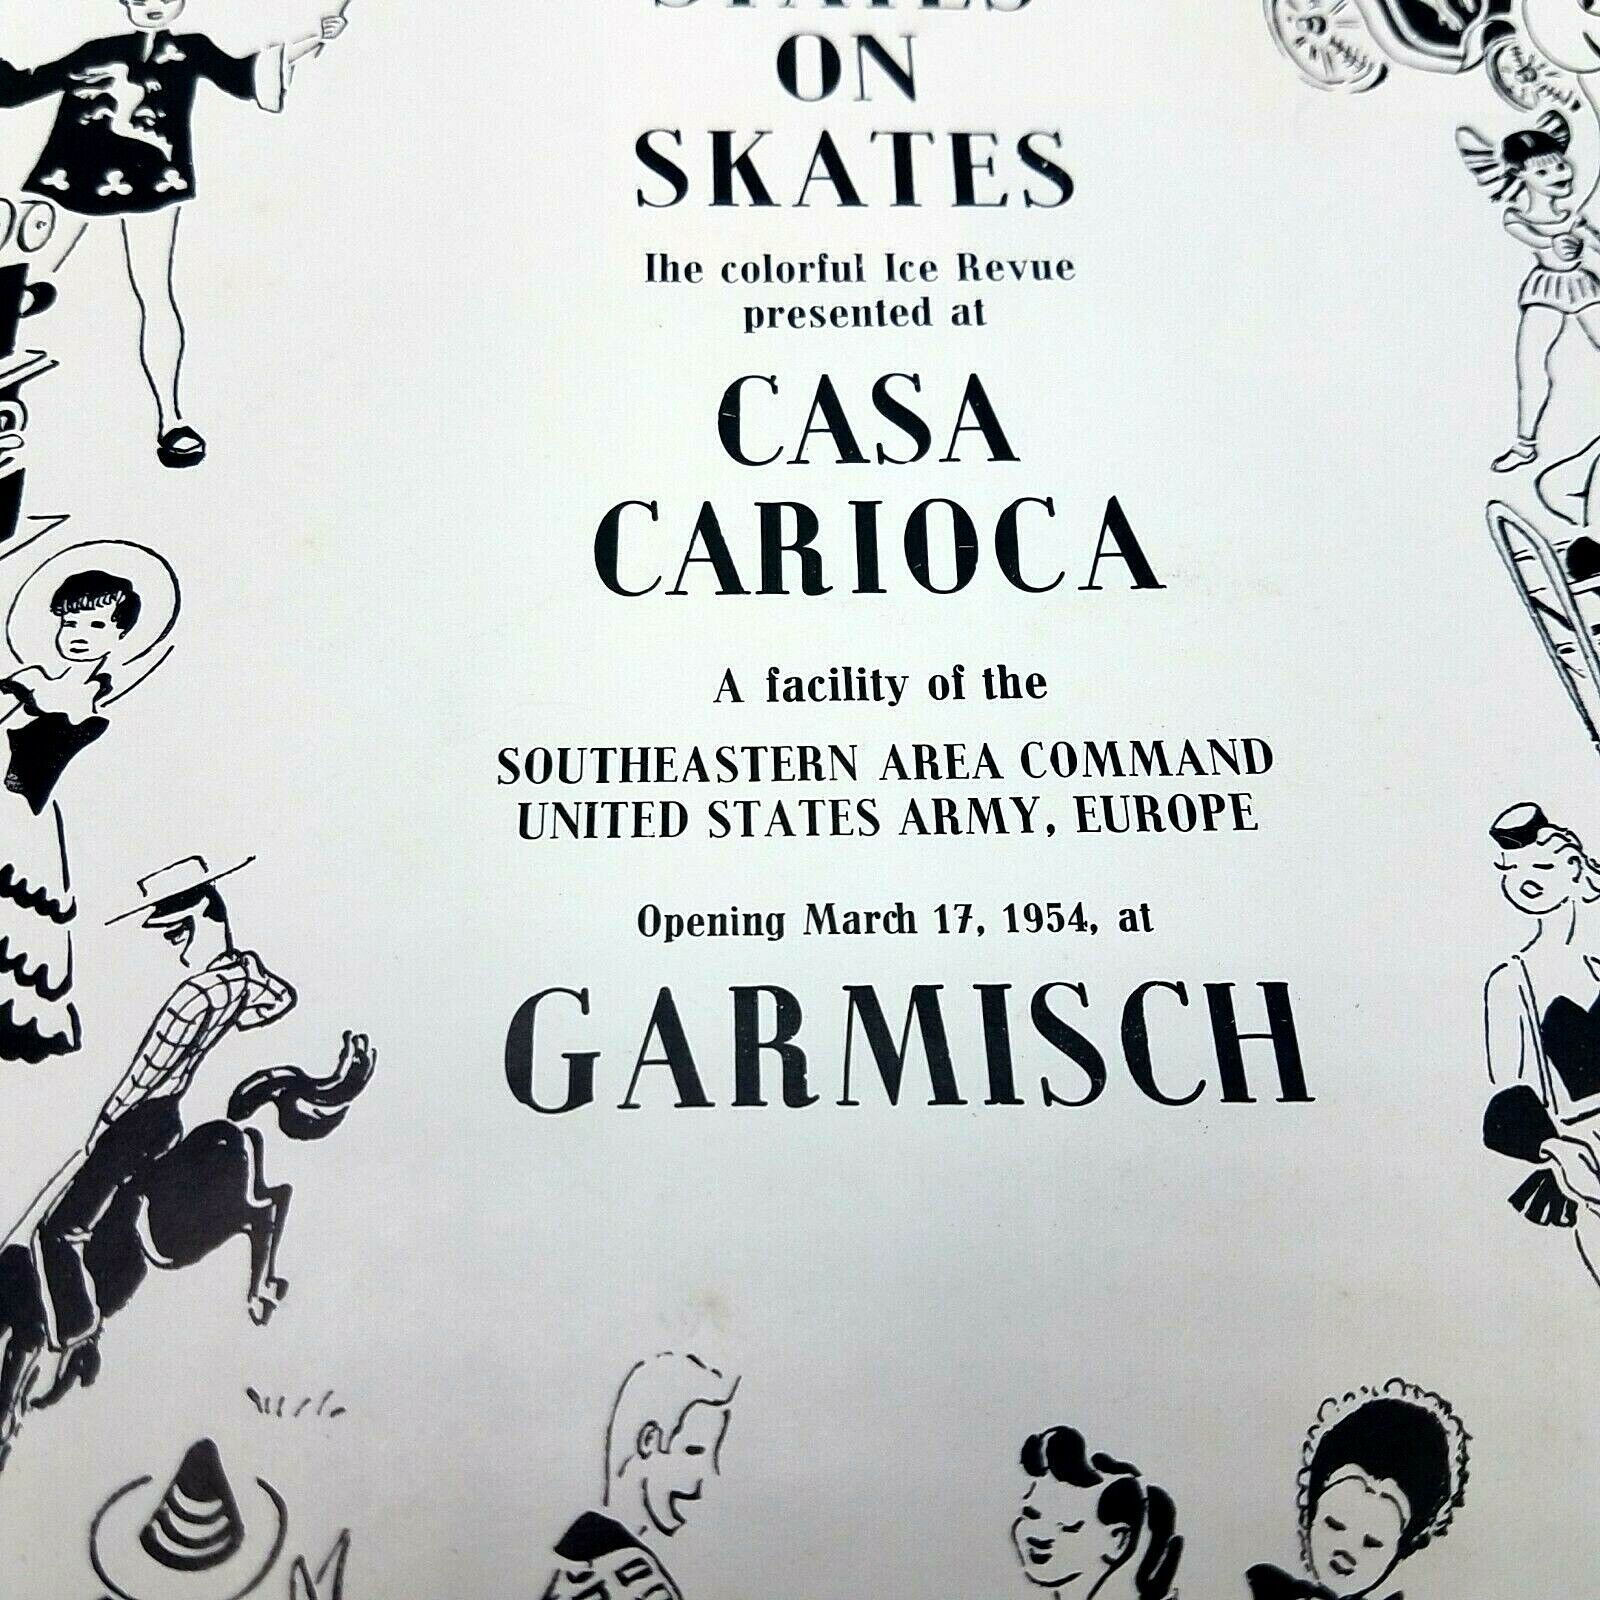 STATES
ON
SKATES
The colorful Ice Revue
presented at
CASA
CARIOCA
A facility of the
SOUTHEASTERN AREA COMMAND
UNITED STATES ARMY, EUROPE
Opening March 17, 1954, at
GARMISCH